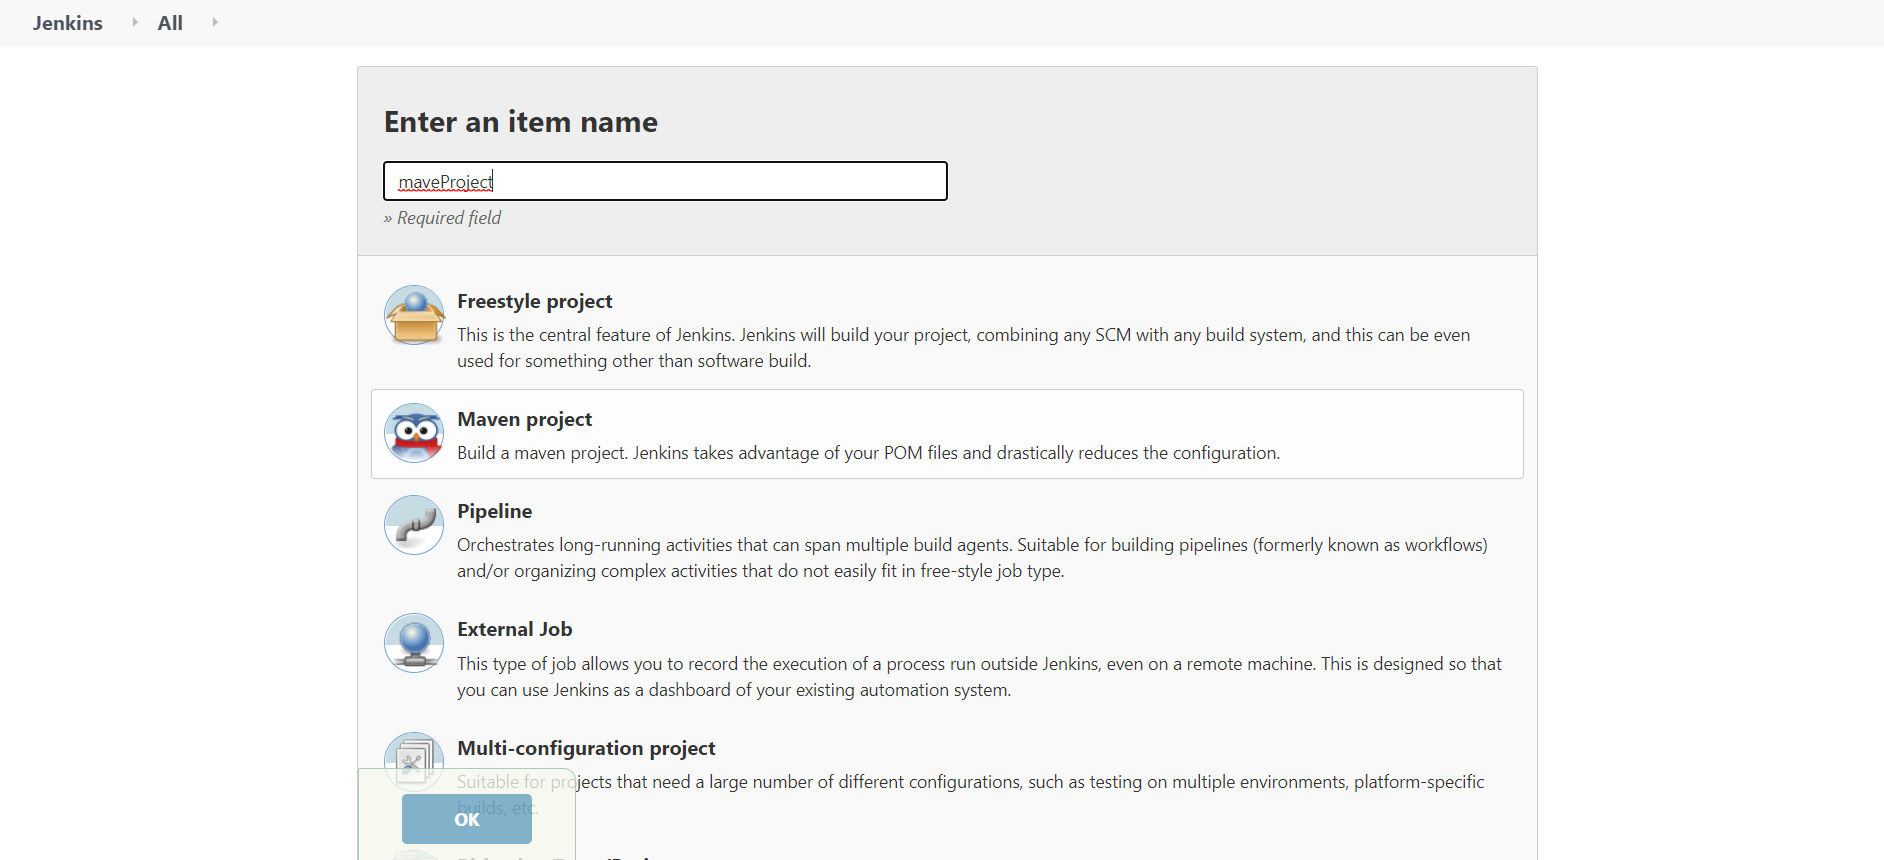 Jenkins All
Enter an item name
maveProject
» Required field
Freestyle project
This is the central feature of Jenkins. Jenkins will build your project, combining any SCM with any build system, and this can be even
used for something other than software build.
Maven project
Build a maven project. Jenkins takes advantage of your POM files and drastically reduces the configuration.
Pipeline
Orchestrates long-running activities that can span multiple build agents. Suitable for building pipelines (formerly known as workflows)
and/or organizing complex activities that do not easily fit in free-style job type.
External Job
This type of job allows you to record the execution of a process run outside Jenkins, even on a remote machine. This is designed so that
you can use Jenkins as a dashboard of your existing automation system.
Multi-configuration project
Suitable for projects that need a large number of different configurations, such as testing on multiple environments, platform-specific
builds, etc.
OK